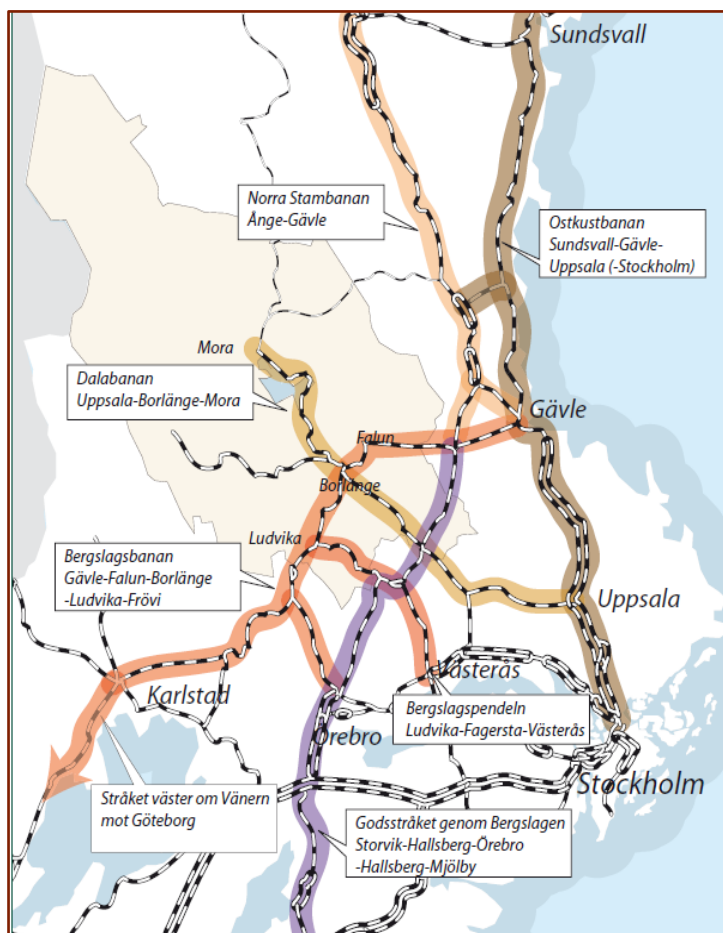 Sundsvall
Norra Stambanan
Ånge-Gävle
Ostkustbanan
Sundsvall-Gävle-
Uppsala (-Stockholm)
Mora
Dalabanan
Uppsala-Borlänge-Mora
Gävle
Falun
Borlänge
Ludvika
Bergslagsbanan
Gävle-Falun-Borlänge
-Ludvika-Frövi
Uppsala
Västerås
Karlstad
Bergslagspendeln
Ludvika-Fagersta-Västerås
Örebro
Stockholm
Stråket väster om Vänern
mot Göteborg
Godsstråket genom Bergslagen
Storvik-Hallsberg-Örebro
-Hallsberg-Mjölby